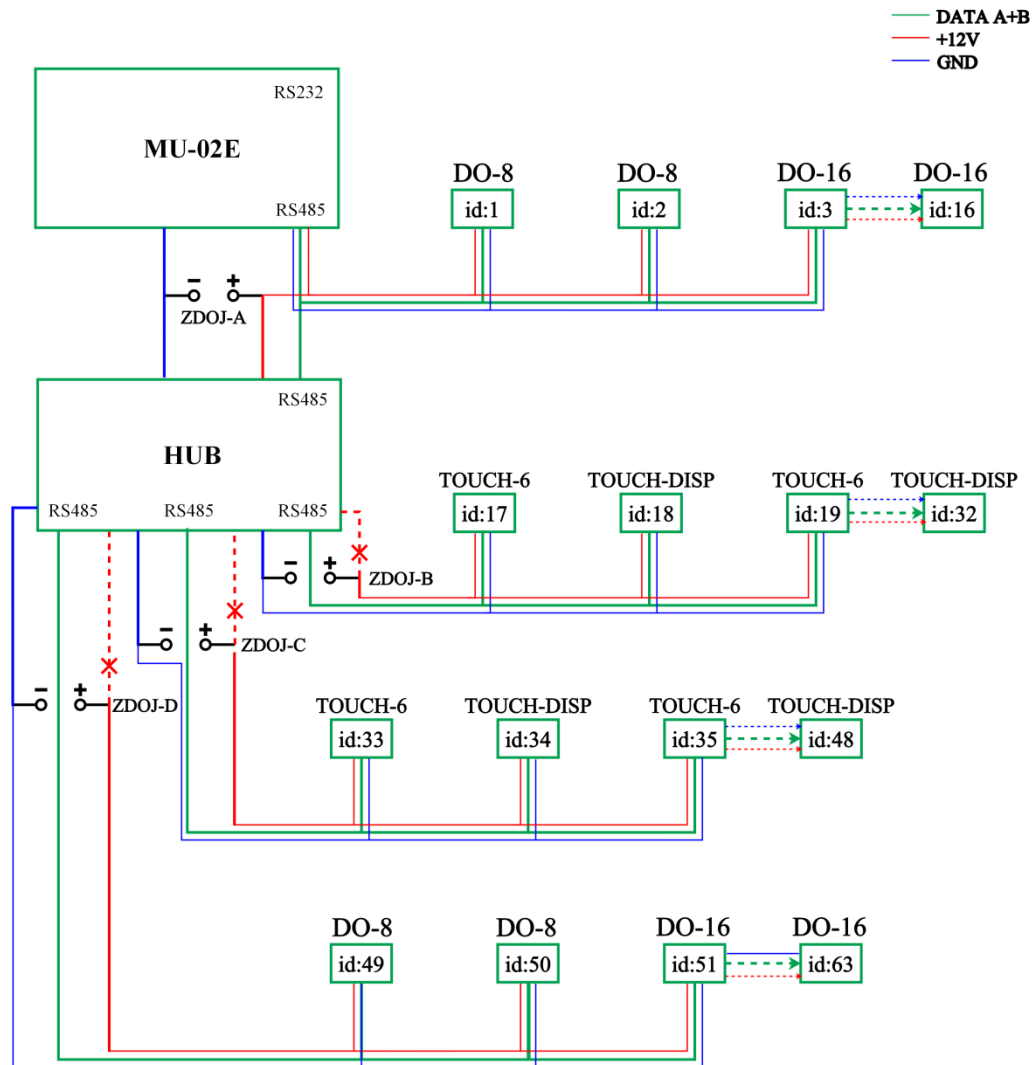 DATA A+B
+12V
GND
RS232
MU-02E
RS485
DO-8
DO-8
DO-16
DO-16
id:1
id:2
id:3
id:16
- +
ZDOJ-A
RS485
HUB
RS485
RS485
RS485
TOUCH-6
TOUCH-DISP
TOUCH-6
TOUCH-DISP
id:17
id:18
id:19
id:32
- +
ZDOJ-B
- +
ZDOJ-C
- +
ZDOJ-D
TOUCH-6
TOUCH-DISP
TOUCH-6
TOUCH-DISP
id:33
id:34
id:35
id:48
DO-8
DO-8
DO-16
DO-16
id:49
id:50
id:51
id:63